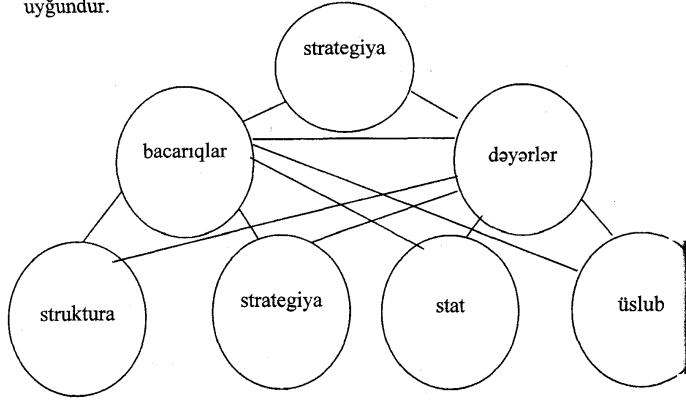 uyğundur.
strategiya
bacarıqlar
dəyərlər
struktura
strategiya
stat
üslub